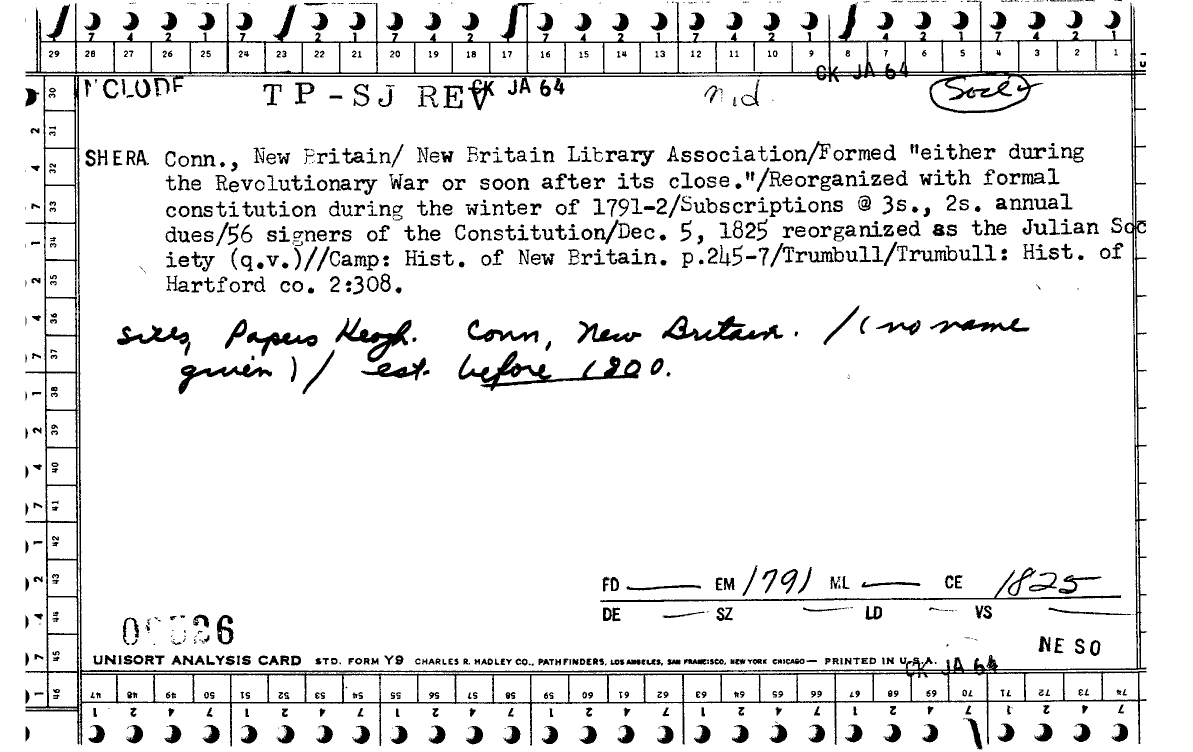 7 4 2 1 7 4 2 1 7 4 2 1 7 4 2 1 7 4 2 1 7 4 2 1
29 28 27 26 25 24 23 22 21 20 19 18 17 16 15 14 13 12 11 10 9 8 7 6 5 4 3 2 1
CK JA 64
NCLUDE TP-SJ REV CK JA 64 mid.
SHERA Conn., New Britain/ New Britain Library Association/Formed "either during
the Revolutionary War or soon after its close."/Reorganized with formal
constitution during the winter of 1791-2/Subscriptions @ 3s., 2s. annual
dues/56 signers of the Constitution/Dec. 5, 1825 reorganized as the Julian Soc
iety (q.v.)//Camp: Hist. of New Britain. p.245-7/Trumbull/Trumbull: Hist. of
Hartford co. 2:308.
Papers Keogh. Conn, New Britain. /(no name
given)/ est. before 1800.
30 31 32 33 34 35 36 37 38 39 40 41 42 43 44 45 46
FD EM 1791 ML CE 1825
DE SZ LD VS
NE SO
UNISORT ANALYSIS CARD STD. FORM Y9 CHARLES R. HADLEY CO., PATHFINDERS, LOS ANGELES, SAN FRANCISCO, NEW YORK CHICAGO — PRINTED IN U.S.A.
CK JA 64
47 48 49 50 51 52 53 54 55 56 57 58 59 60 61 62 63 64 65 66 67 68 69 70 71 72 73 74
1 2 4 7 1 2 4 7 1 2 4 7 1 2 4 7 1 2 4 7 1 2 4 7 1 2 4 7